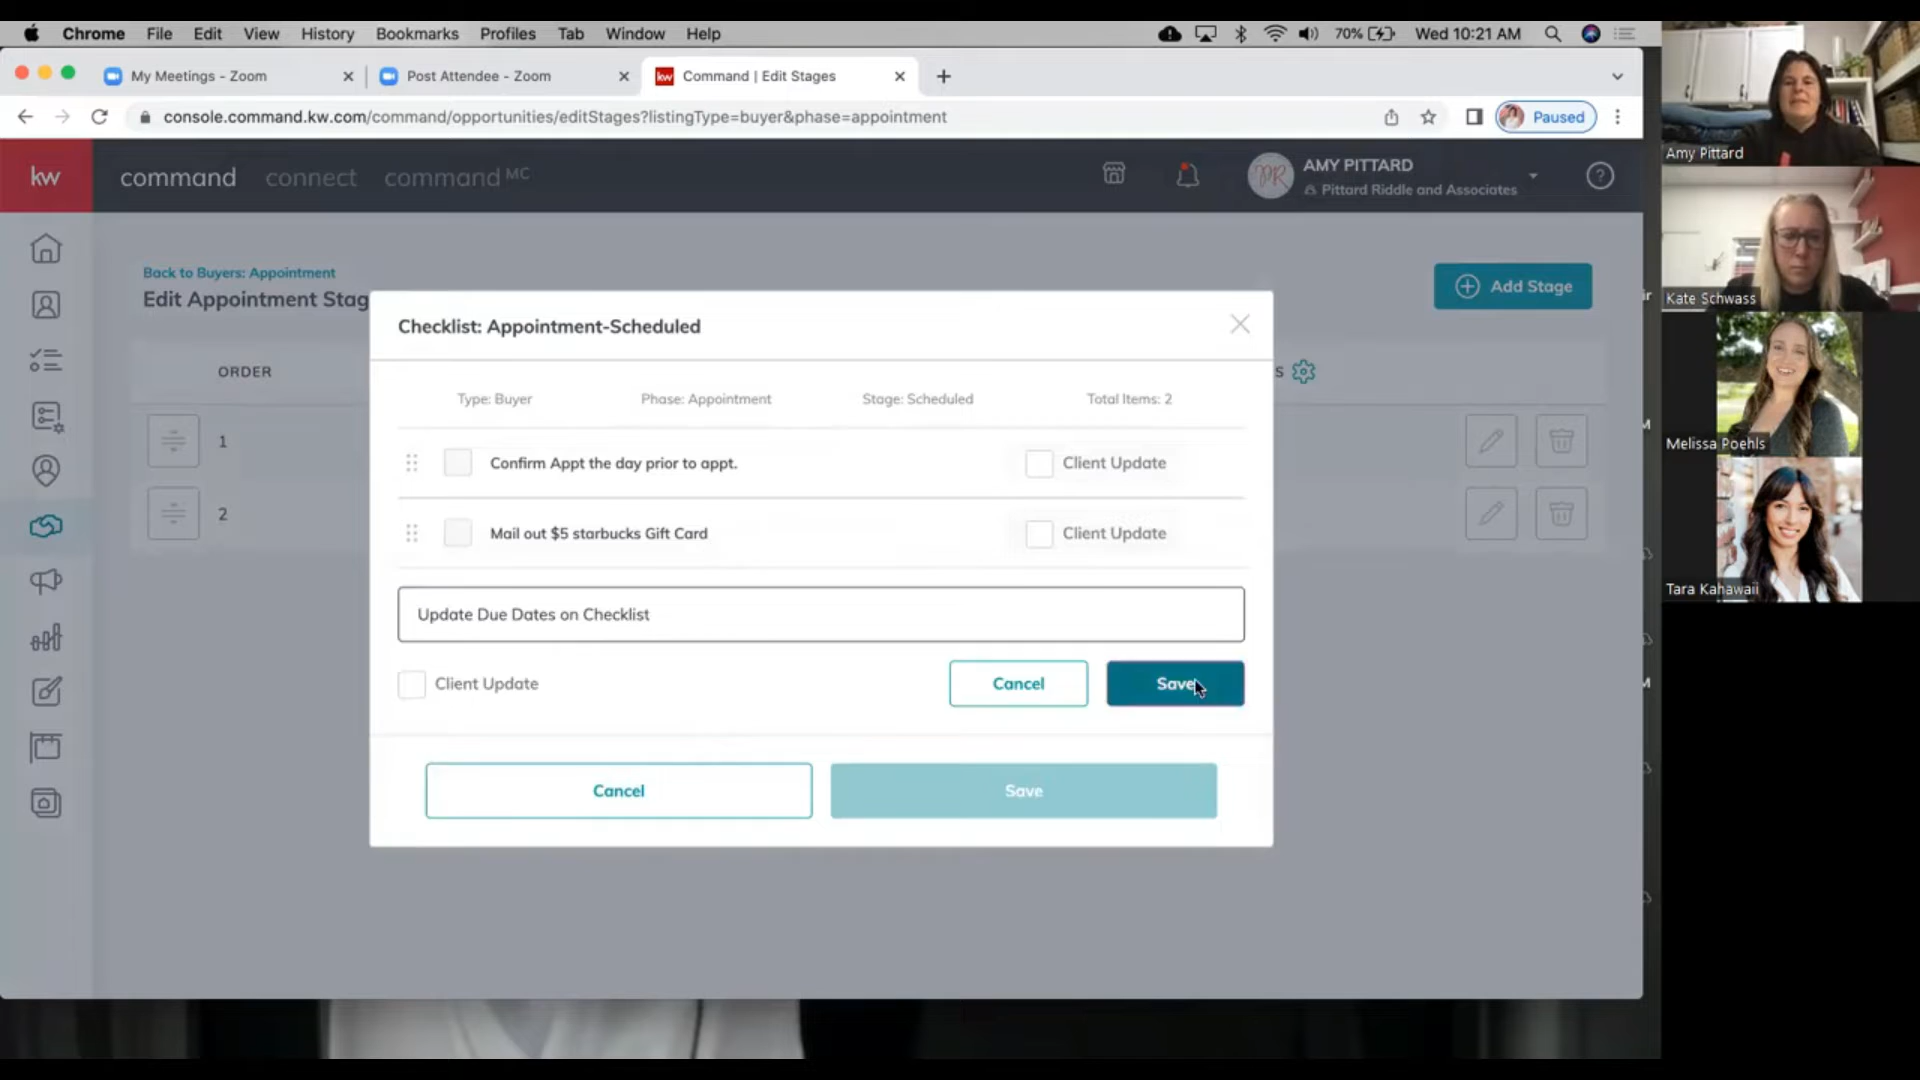 Chrome File Edit View History Bookmarks Profiles Tab Window Help
70% Wed 10:21 AM
My Meetings - Zoom
Post Attendee - Zoom
kw Command | Edit Stages
console.command.kw.com/command/opportunities/editStages?listingType=buyer&phase=appointment
Paused
kw
command connect command MC
AMY PITTARD
Pittard Riddle and Associates
Back to Buyers: Appointment
Edit Appointment Stag
Add Stage
ORDER
S
1
2
Checklist: Appointment-Scheduled
Type: Buyer Phase: Appointment Stage: Scheduled Total Items: 2
Confirm Appt the day prior to appt. Client Update
Mail out $5 starbucks Gift Card Client Update
Update Due Dates on Checklist
Client Update
Cancel Save
Cancel Save
Amy Pittard
Kate Schwass
Melissa Poehls
Tara Kahawaii